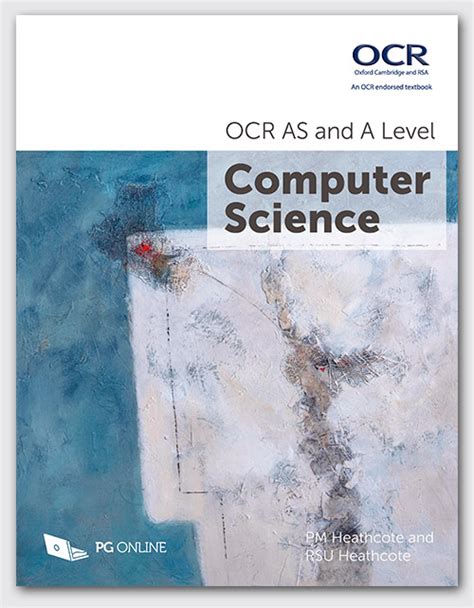 OCR
Oxford Cambridge and RSA
An OCR endorsed textbook
OCR AS and A Level
Computer
Science
PM Heathcote and
RSU Heathcote
PG ONLINE